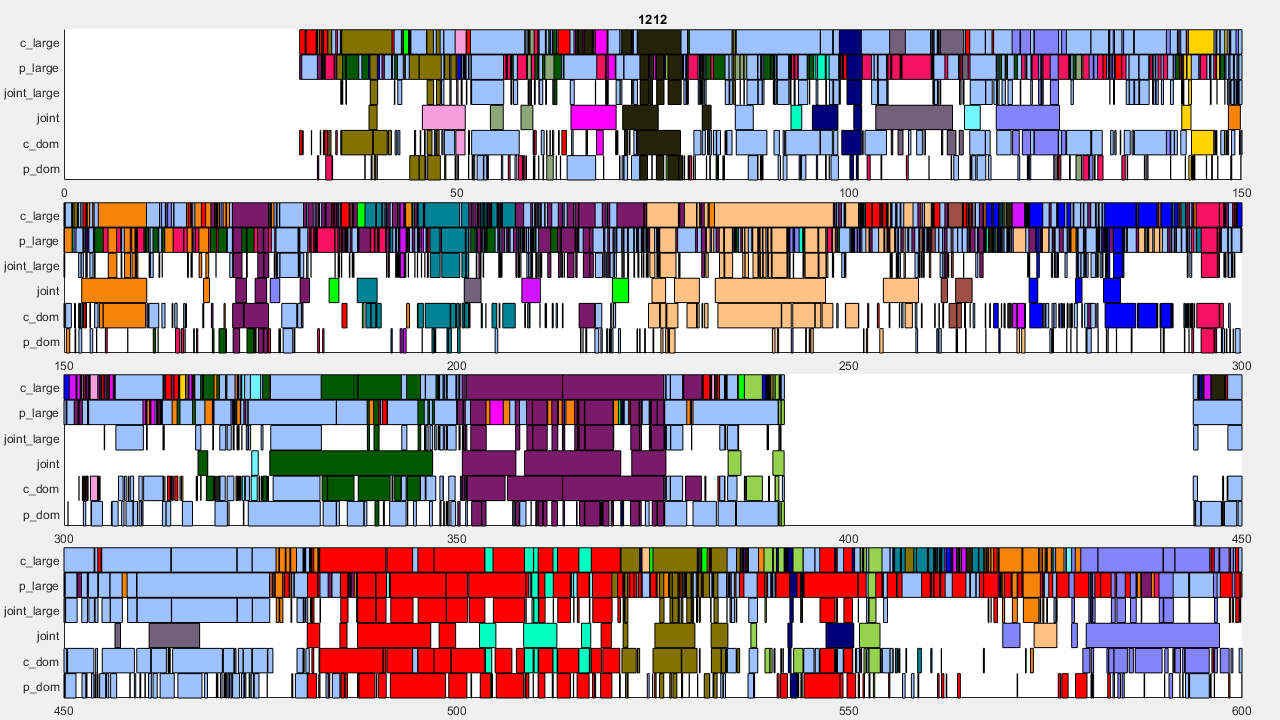 1212
c_large
p_large
joint_large
joint
c_dom
p_dom
0 50 100 150
c_large
p_large
joint_large
joint
c_dom
p_dom
150 200 250 300
c_large
p_large
joint_large
joint
c_dom
p_dom
300 350 400 450
c_large
p_large
joint_large
joint
c_dom
p_dom
450 500 550 600